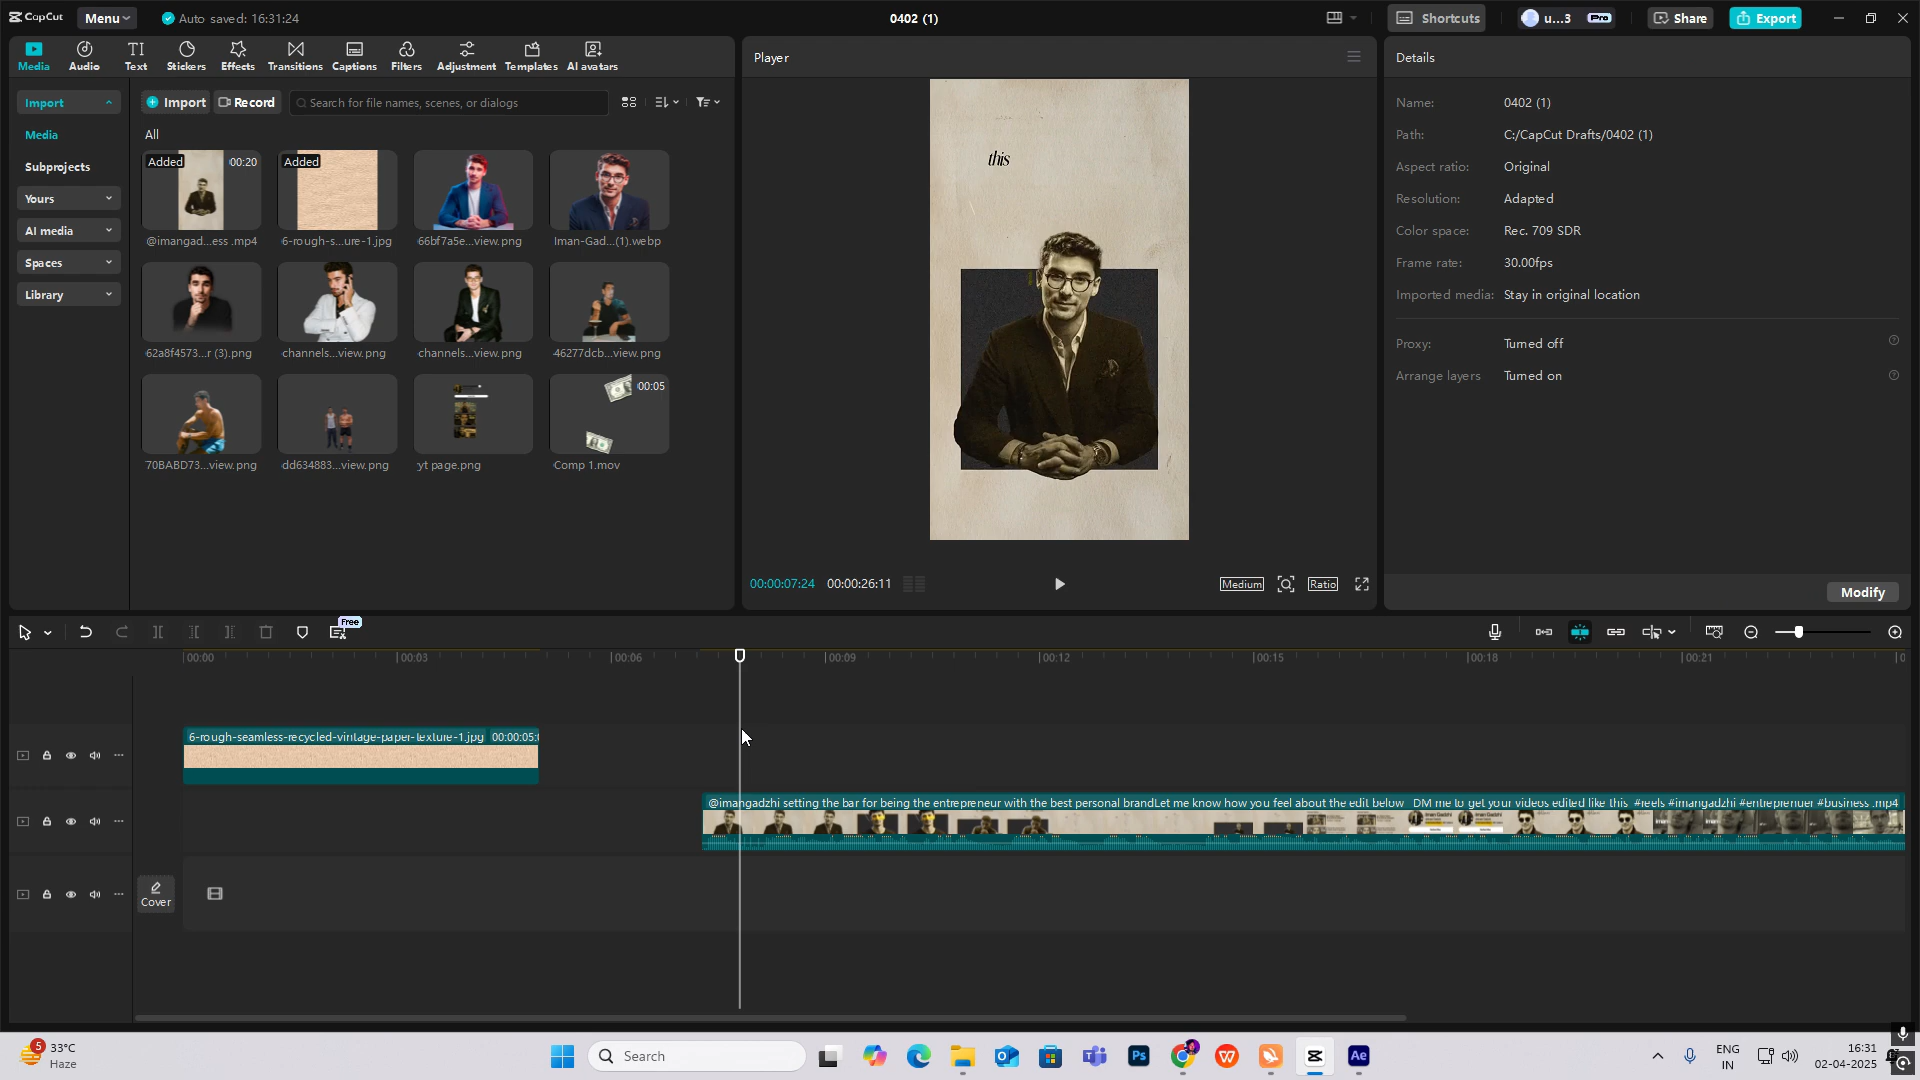 CapCut
Menu
Auto saved: 16:31:24
0402 (1)
Shortcuts
u...3
Pro
Share
Export
Media
Audio
Text
Stickers
Effects
Transitions
Captions
Filters
Adjustment
Templates
AI avatars
Import
Media
Subprojects
Yours
AI media
Spaces
Library
Import
Record
Search for file names, scenes, or dialogs
All
Added
00:20
Added
@imangad...ess .mp4
6-rough-s...ure-1.jpg
66bf7a5e...view.png
Iman-Gad...(1).webp
62a8f4573...r (3).png
channels...view.png
channels...view.png
46277dcb...view.png
00:05
70BABD73...view.png
dd634883...view.png
yt page.png
Comp 1.mov
Player
this
00:00:07:24
00:00:26:11
Medium
Ratio
Details
Name:
0402 (1)
Path:
C:/CapCut Drafts/0402 (1)
Aspect ratio:
Original
Resolution:
Adapted
Color space:
Rec. 709 SDR
Frame rate:
30.00fps
Imported media:
Stay in original location
Proxy:
Turned off
Arrange layers
Turned on
Modify
Free
00:00
00:03
00:06
00:09
00:12
00:15
00:18
00:21
6-rough-seamless-recycled-vintage-paper-texture-1.jpg 00:00:05:
@imangadzhi setting the bar for being the entrepreneur with the best personal brandLet me know how you feel about the edit below DM me to get your videos edited like this #reels #imangadzhi #entreprenuer #business .mp4
Cover
5
33°C
Haze
Search
Ps
W
Ae
ENG
IN
16:31
02-04-2025